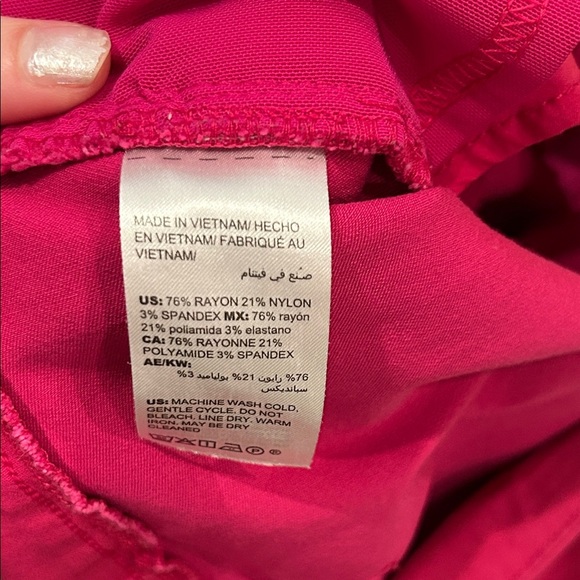 MADE IN VIETNAM/ HECHO
EN VIETNAM/ FABRIQUÉ AU
VIETNAM/
صنع في فيتنام
US: 76% RAYON 21% NYLON
3% SPANDEX MX: 76% rayón
21% poliamida 3% elastano
CA: 76% RAYONNE 21%
POLYAMIDE 3% SPANDEX
AE/KW:
76% رايون 21% بولياميد 3%
سبانديكس
US: MACHINE WASH COLD,
GENTLE CYCLE. DO NOT
BLEACH. LINE DRY. WARM
IRON. MAY BE DRY
CLEANED